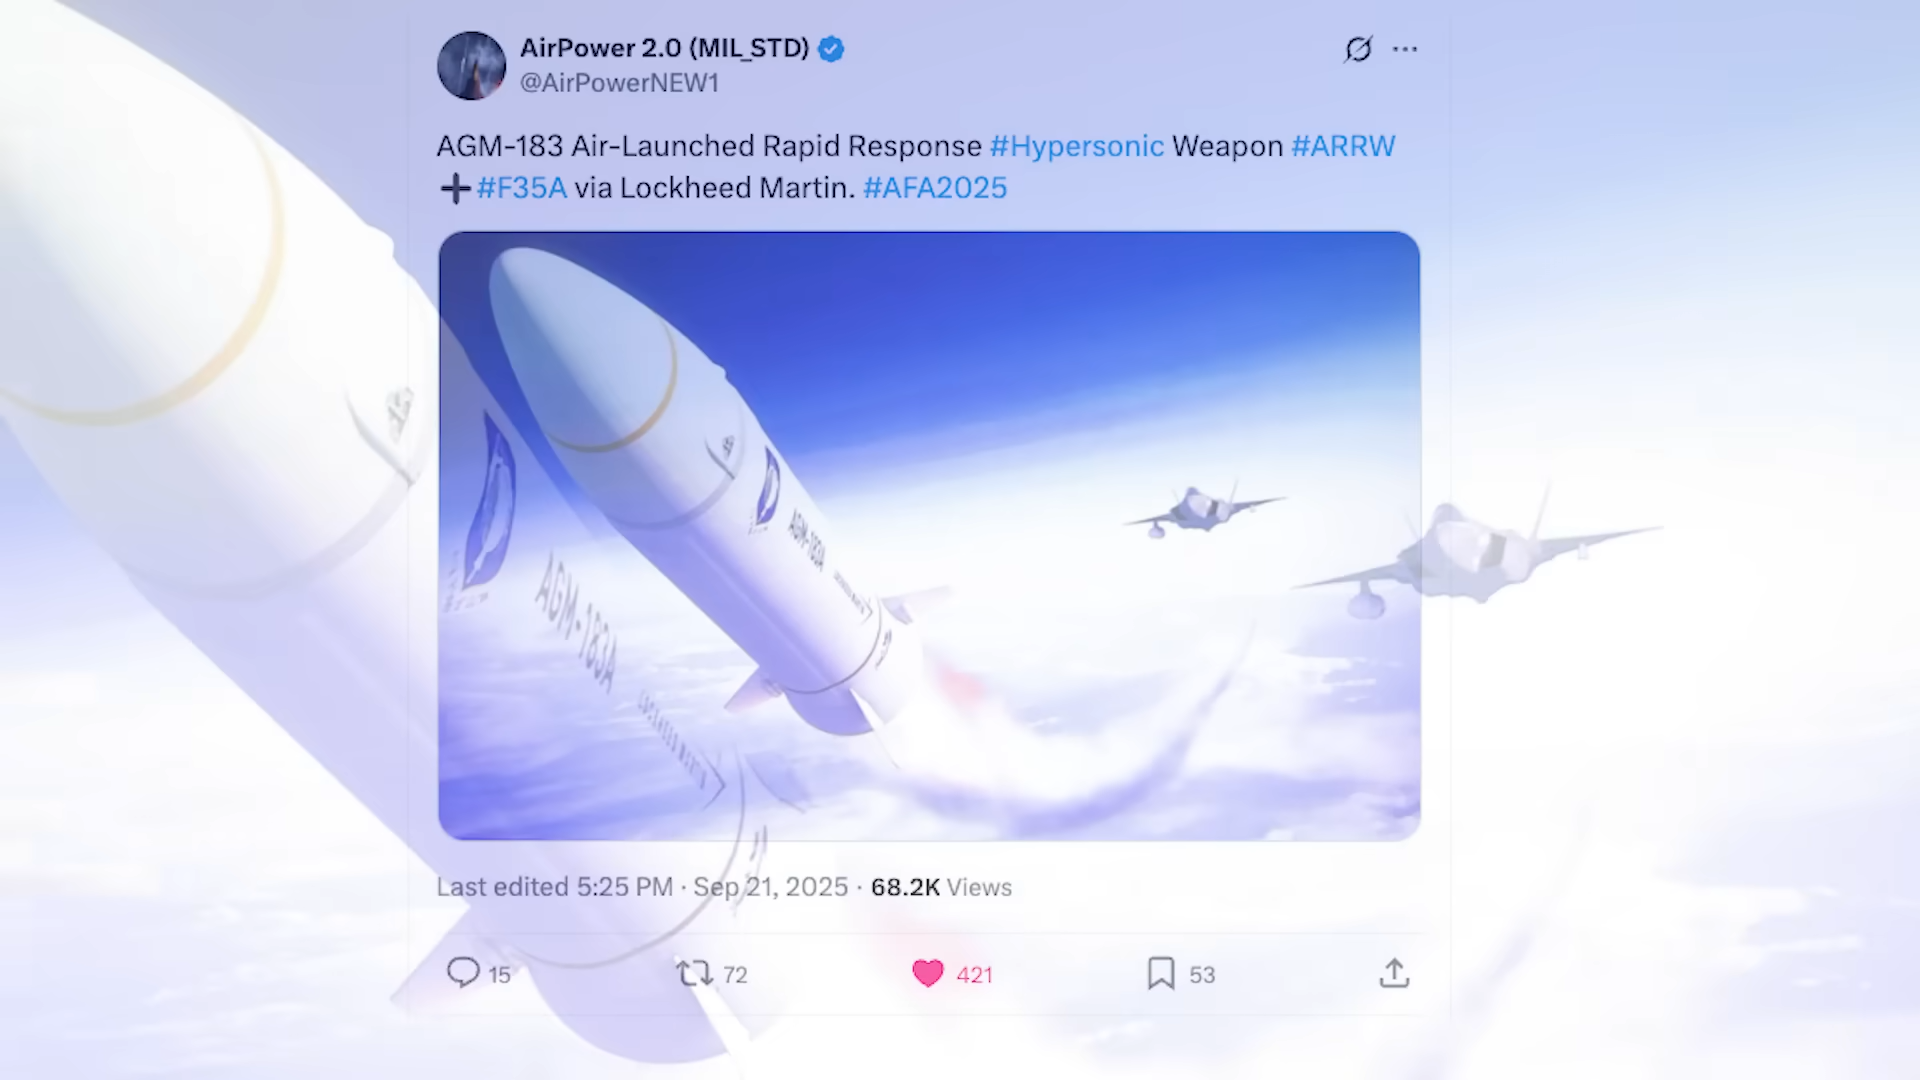 AirPower 2.0 (MIL_STD)
@AirPowerNEW1
AGM-183 Air-Launched Rapid Response #Hypersonic Weapon #ARRW
➕#F35A via Lockheed Martin. #AFA2025
AGM-183A
AGM-183A
LOCKHEED MARTIN
Last edited 5:25 PM · Sep 21, 2025 · 68.2K Views
15
72
421
53